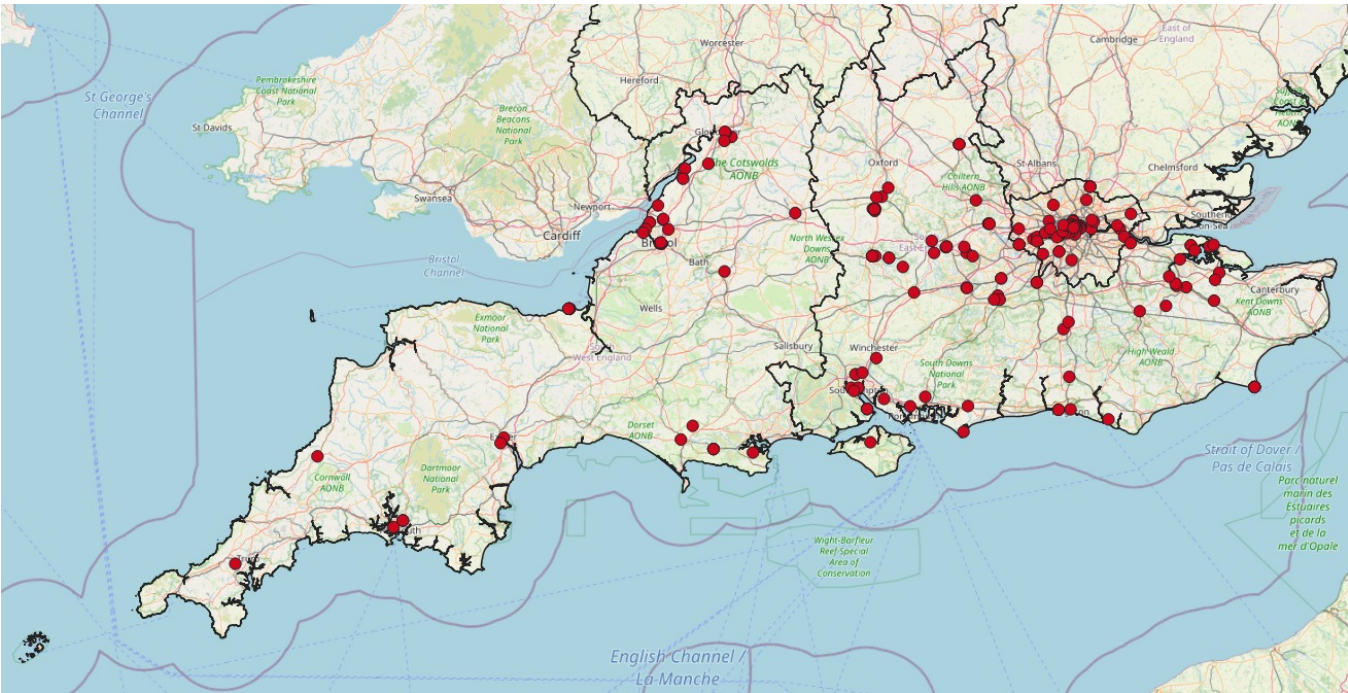 Worcester
Cambridge
East of
England
Hereford
St George's
Channel
Pembrokeshire
Coast National
Park
Brecon
Beacons
National
Park
St Davids
Oxford
St Albans
Chelmsford
The Cotswolds
AONB
Chiltern
Hills AONB
Swansea
Newport
Cardiff
Bristol
North Wessex
Downs
AONB
Bath
Bristol
Channel
Canterbury
Kent Downs
AONB
Wells
Exmoor
National
Park
West England
Salisbury
Winchester
South Downs
National
Park
High Weald
AONB
Dorset
AONB
Dartmoor
National
Park
Cornwall
AONB
Strait of Dover /
Pas de Calais
Parc naturel
marin des
Estuaires
picards
et de la
mer d'Opale
Wight-Barfleur
Reef Special
Area of
Conservation
English Channel /
La Manche